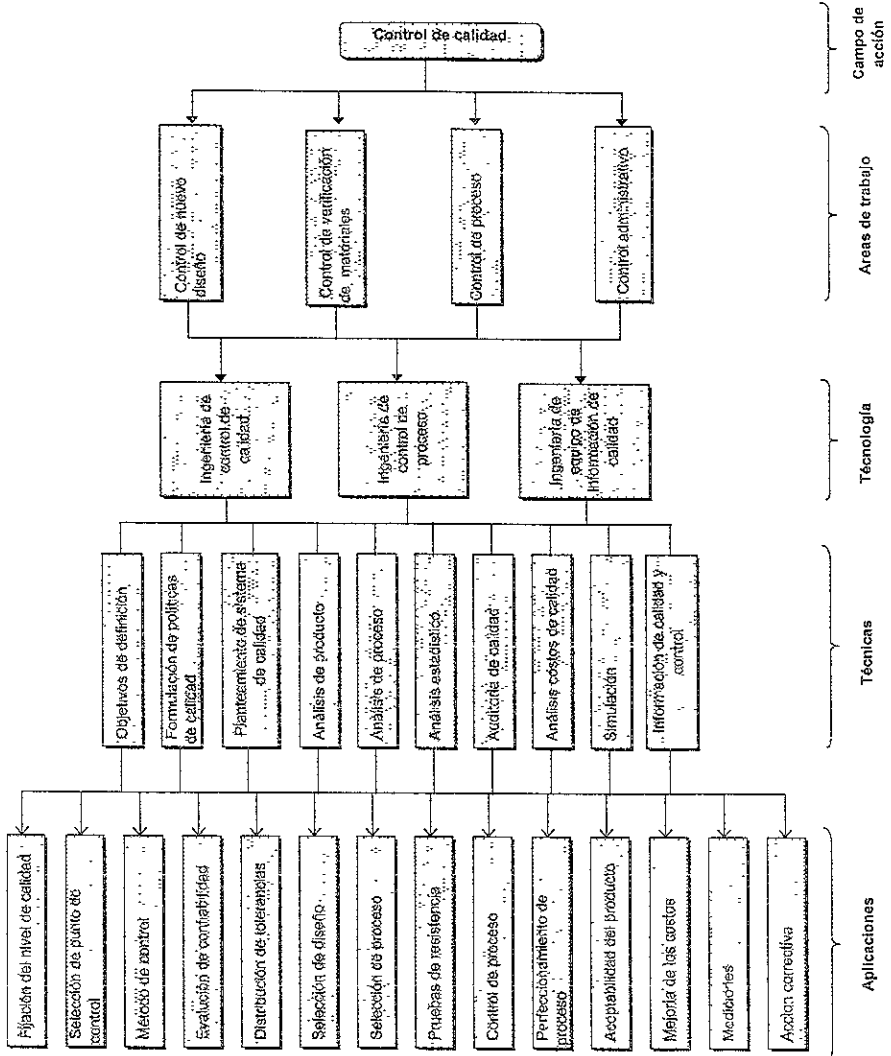 Control de calidad
Campo de
acción
Control de nuevo
diseño
Control de verificación
de materiales
Control de proceso
Control administrativo
Areas de trabajo
Ingeniería de
control de
calidad
Ingeniería de
control de
proceso
Ingeniería de
equipo de
información de
calidad
Técnología
Objetivos de definición
Formulación de políticas
de calidad
Planteamiento de sistema
de calidad
Análisis de producto
Análisis de proceso
Análisis estadístico
Auditoría de calidad
Análisis costos de calidad
Simulación
Información de calidad y
control
Técnicas
Fijación del nivel de calidad
Selección de punto de
control
Método de control
Evalución de confiabilidad
Distribución de tolerancias
Selección de diseño
Selección de proceso
Pruebas de resistencia
Control de proceso
Perfeccionamiento de
proceso
Aceptabilidad del producto
Mejoría de los costos
Mediciones
Acción correctiva
Aplicaciones